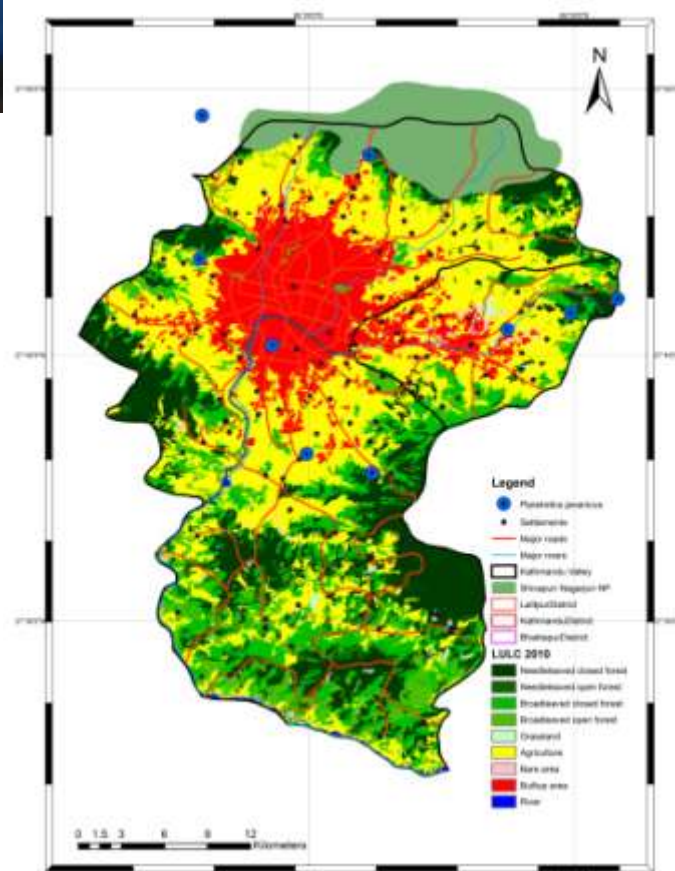 N
Legend
Settlements
Major roads
Major rivers
Kathmandu Valley
Shivapuri Nagarjun NP
Lalitpur District
Kathmandu District
Bhaktapur District
LULC 2010
Needleleaved closed forest
Needleleaved open forest
Broadleaved closed forest
Broadleaved open forest
Grassland
Agriculture
Bare area
Builtup area
River
0 1.5 3 6 9 12
Kilometers